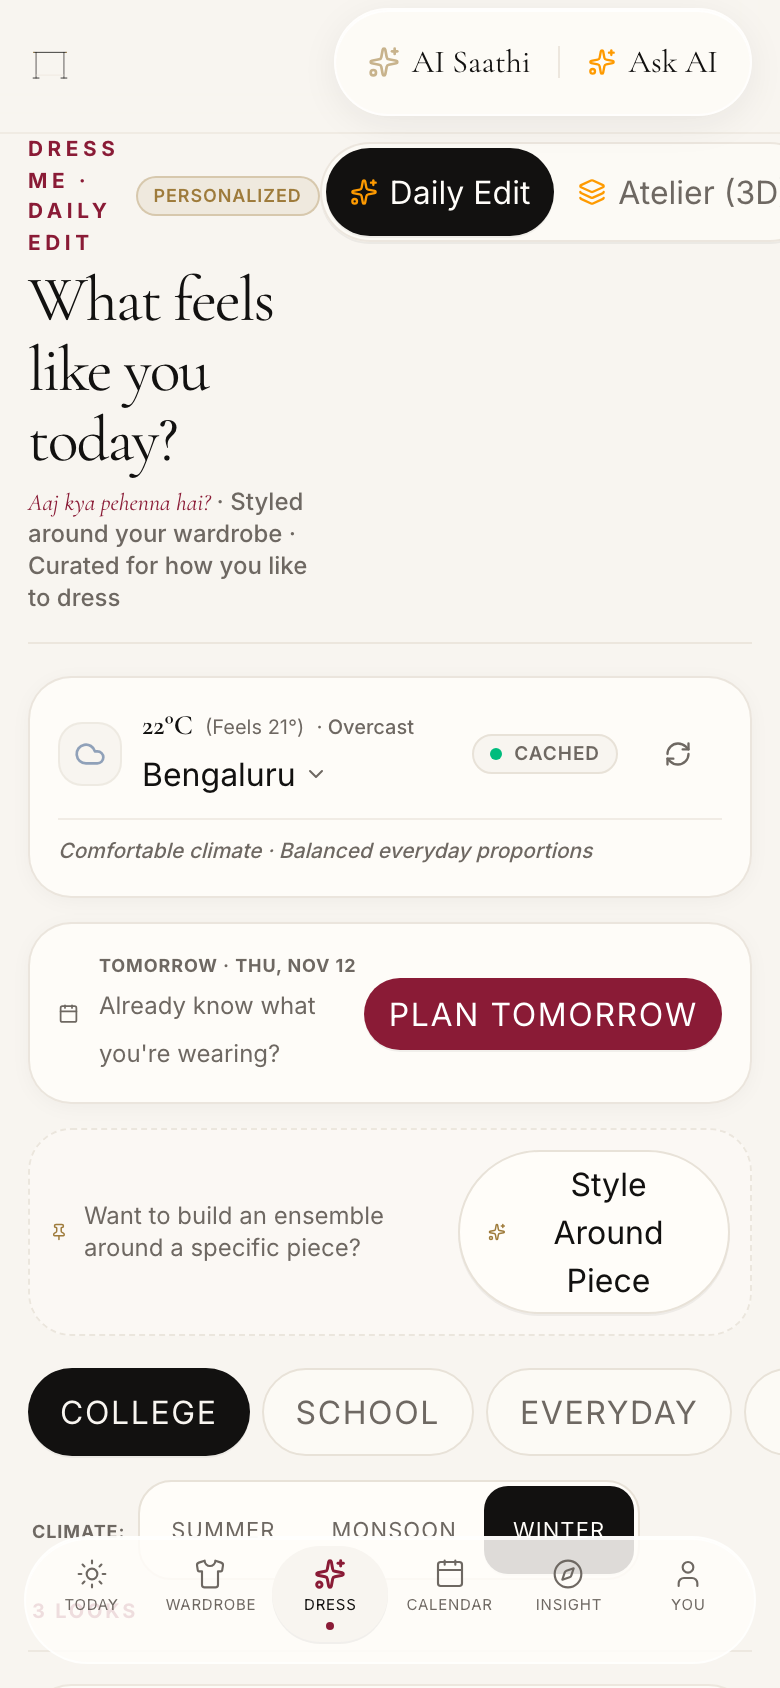 AI Saathi
Ask AI
DRESS
ME ·
DAILY
EDIT
PERSONALIZED
Daily Edit
Atelier (3D
What feels
like you
today?
Aaj kya pehenna hai? · Styled
around your wardrobe ·
Curated for how you like
to dress
22°C (Feels 21°) · Overcast
Bengaluru
CACHED
Comfortable climate · Balanced everyday proportions
TOMORROW · THU, NOV 12
Already know what
you're wearing?
PLAN TOMORROW
Want to build an ensemble
around a specific piece?
Style
Around
Piece
COLLEGE
SCHOOL
EVERYDAY
CLIMATE:
SUMMER
MONSOON
WINTER
3 LOOKS
TODAY
WARDROBE
DRESS
CALENDAR
INSIGHT
YOU